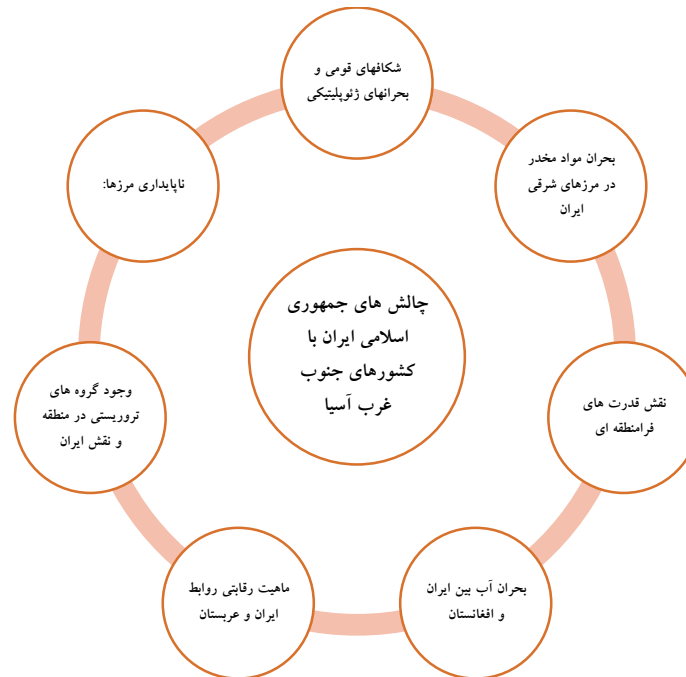 شکافهای قومی و
بحرانهای ژئوپلیتیکی
بحران مواد مخدر
در مرزهای شرقی
ایران
نقش قدرت های
فرامنطقه ای
بحران آب بین ایران
و افغانستان
ماهیت رقابتی روابط
ایران و عربستان
وجود گروه های
تروریستی در منطقه
و نقش ایران
ناپایداری مرزها:
چالش های جمهوری
اسلامی ایران با
کشورهای جنوب
غرب آسیا